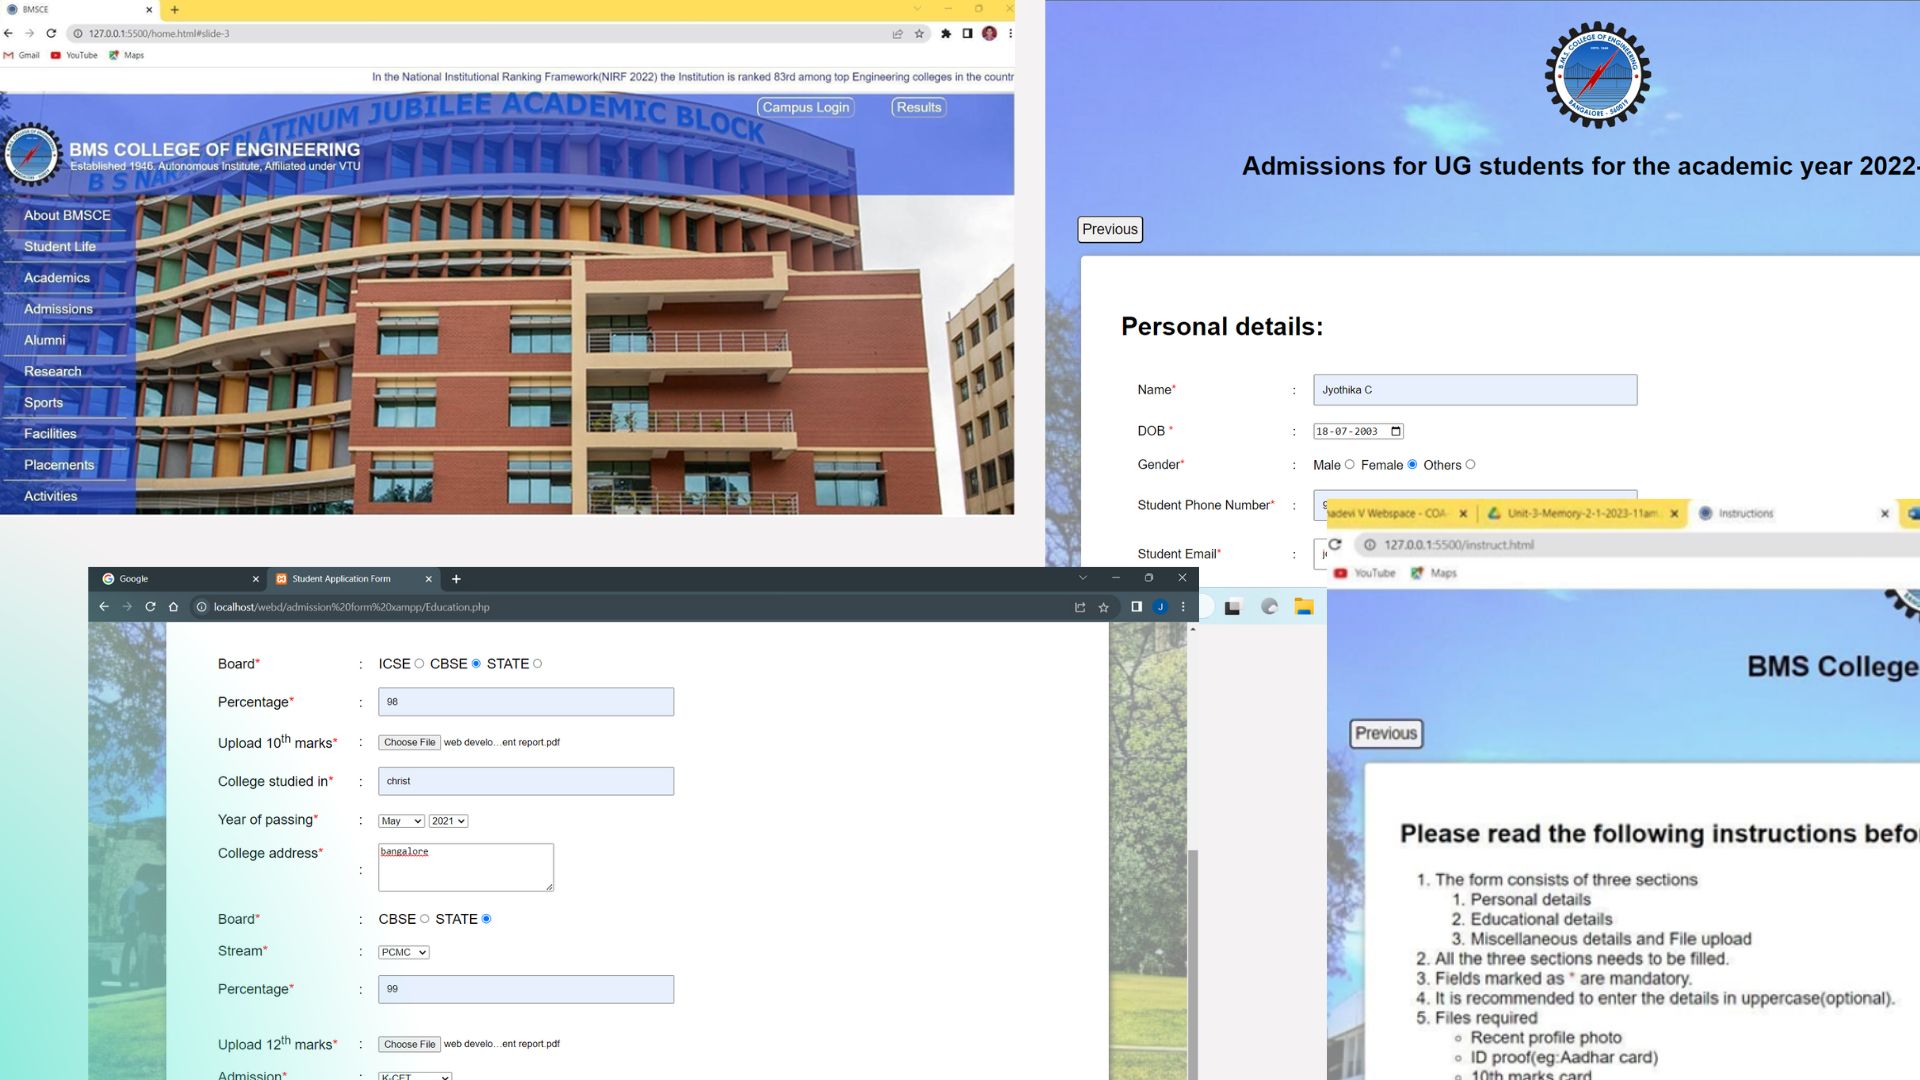 BMSCE
127.0.0.1:5500/home.html#slide-3
Gmail YouTube Maps
In the National Institutional Ranking Framework(NIRF 2022) the Institution is ranked 83rd among top Engineering colleges in the countr
PLATINUM JUBILEE ACADEMIC BLOCK
Campus Login Results
BMS COLLEGE OF ENGINEERING
Established 1946. Autonomous Institute, Affiliated under VTU
About BMSCE
Student Life
Academics
Admissions
Alumni
Research
Sports
Facilities
Placements
Activities
B.M.S. COLLEGE OF ENGINEERING
BANGALORE - 560019
Admissions for UG students for the academic year 2022-
Previous
Personal details:
Name* : Jyothika C
DOB * : 18-07-2003
Gender* : Male Female Others
Student Phone Number* : 9
Student Email* : j
adevi V Webspace - COA Unit-3-Memory-2-1-2023-11am. Instructions
127.0.0.1:5500/instruct.html
YouTube Maps
BMS College
Previous
Please read the following instructions befo
1. The form consists of three sections
1. Personal details
2. Educational details
3. Miscellaneous details and File upload
2. All the three sections needs to be filled.
3. Fields marked as * are mandatory.
4. It is recommended to enter the details in uppercase(optional).
5. Files required
Recent profile photo
ID proof(eg:Aadhar card)
10th marks card
Google Student Application Form
localhost/webd/admission%20form%20xampp/Education.php
J
Board* : ICSE CBSE STATE
Percentage* : 98
Upload 10th marks* : Choose File web develo...ent report.pdf
College studied in* : christ
Year of passing* : May 2021
College address* : bangalore
Board* : CBSE STATE
Stream* : PCMC
Percentage* : 99
Upload 12th marks* : Choose File web develo...ent report.pdf
Admission* : K-CET